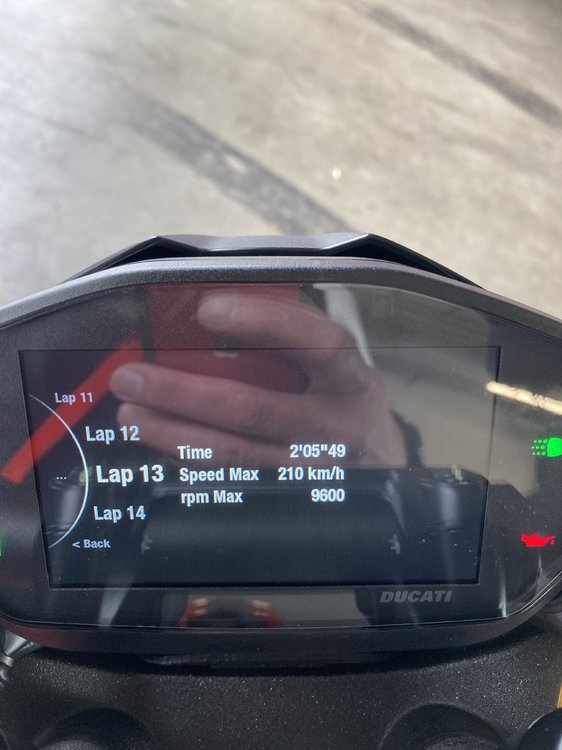 Lap 11
Lap 12
Lap 13
Lap 14
< Back
Time 2'05"49
Speed Max 210 km/h
rpm Max 9600
DUCATI